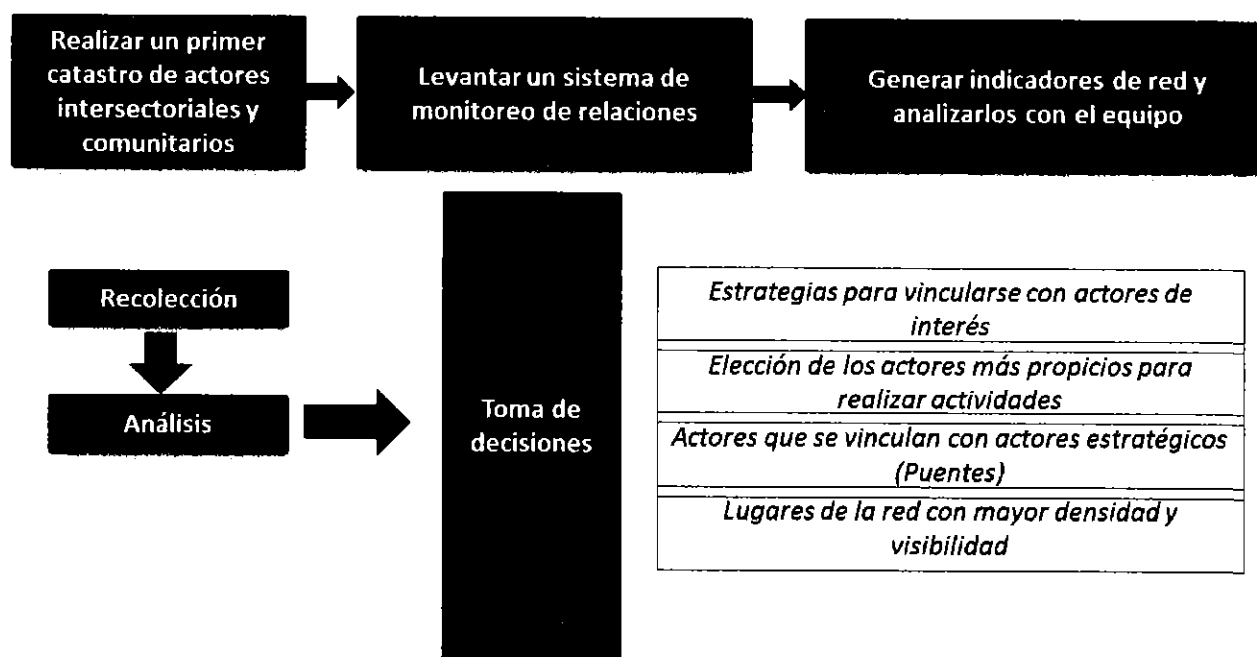 Realizar un primer
catastro de actores
intersectoriales y
comunitarios
Levantar un sistema de
monitoreo de relaciones
Generar indicadores de red y
analizarlos con el equipo
Recolección
Análisis
Toma de
decisiones
Estrategias para vincularse con actores de
interés
Elección de los actores más propicios para
realizar actividades
Actores que se vinculan con actores estratégicos
(Puentes)
Lugares de la red con mayor densidad y
visibilidad